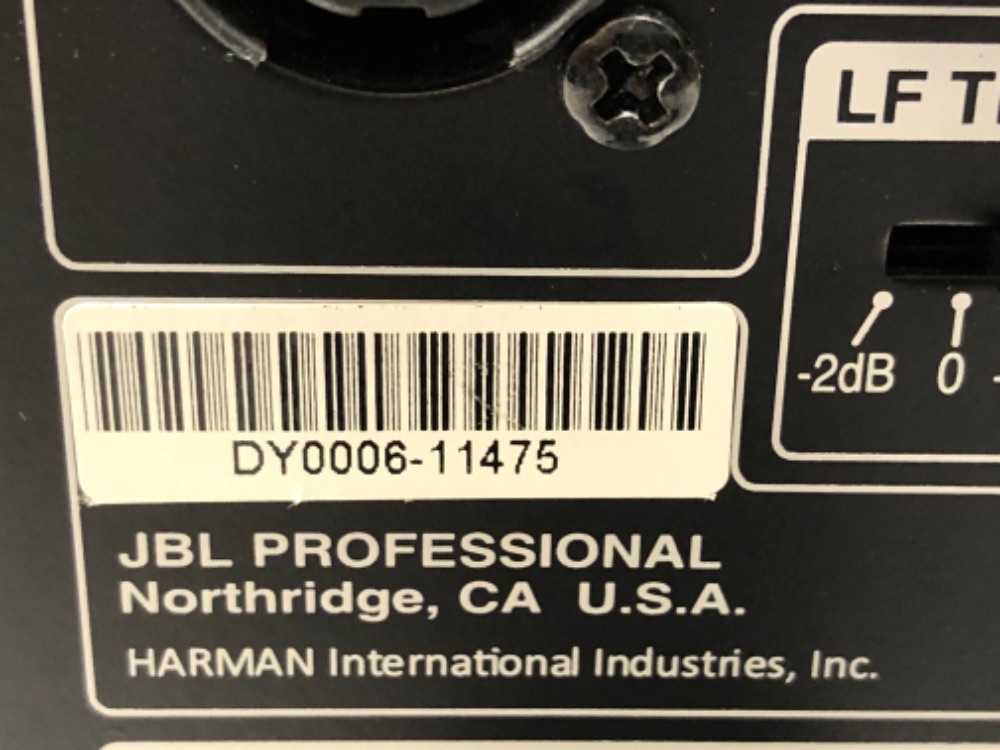 LF
-2dB 0
DY0006-11475
JBL PROFESSIONAL
Northridge, CA U.S.A.
HARMAN International Industries, Inc.